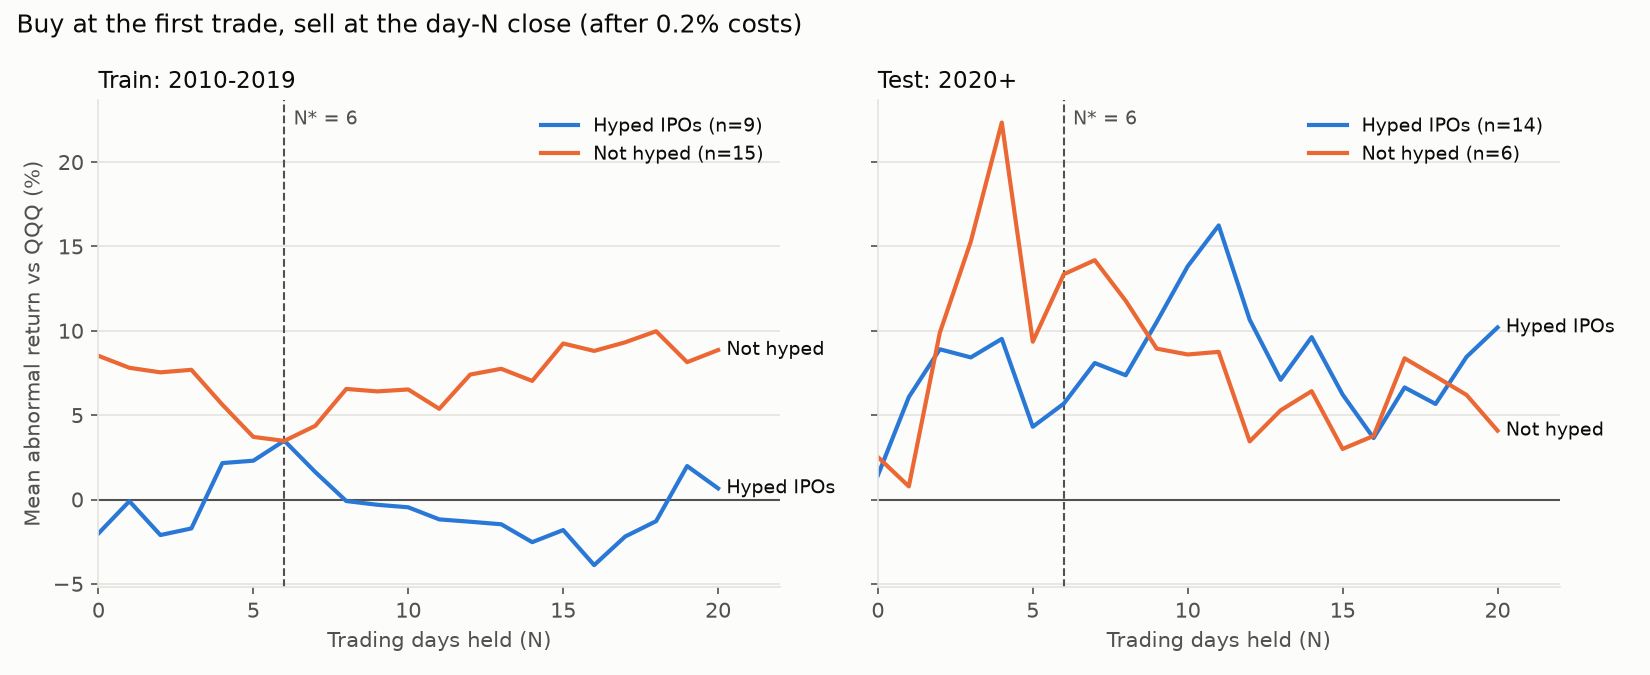 Buy at the first trade, sell at the day-N close (after 0.2% costs)
Train: 2010-2019
N* = 6
Hyped IPOs (n=9)
Not hyped (n=15)
Mean abnormal return vs QQQ (%)
20
15
10
5
0
−5
Not hyped
Hyped IPOs
0 5 10 15 20
Trading days held (N)
Test: 2020+
N* = 6
Hyped IPOs (n=14)
Not hyped (n=6)
Hyped IPOs
Not hyped
0 5 10 15 20
Trading days held (N)